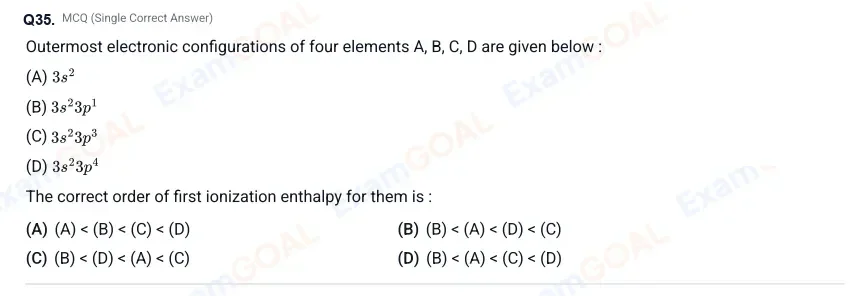 Q35. MCQ (Single Correct Answer)
Outermost electronic configurations of four elements A, B, C, D are given below :
(A) 3s²
(B) 3s²3p¹
(C) 3s²3p³
(D) 3s²3p⁴
The correct order of first ionization enthalpy for them is :
(A) (A) < (B) < (C) < (D)
(B) (B) < (A) < (D) < (C)
(C) (B) < (D) < (A) < (C)
(D) (B) < (A) < (C) < (D)
ExamGOAL